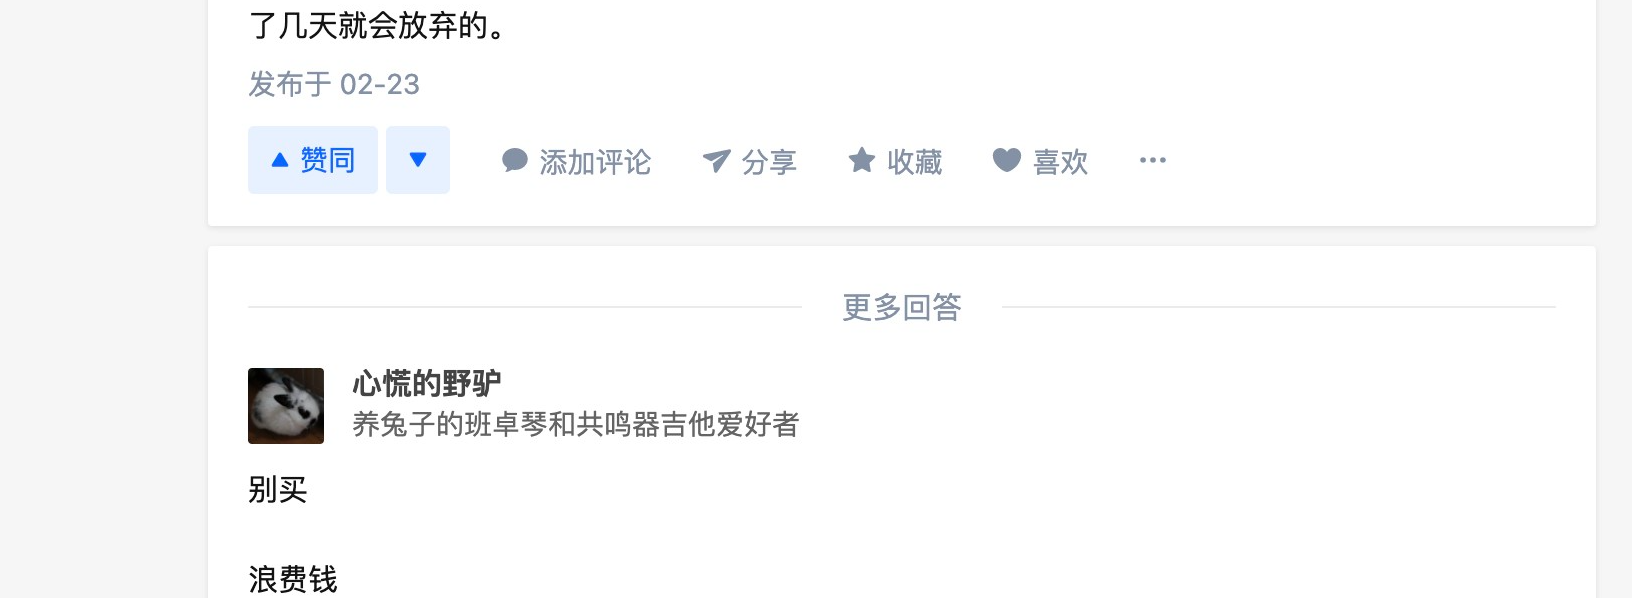 了几天就会放弃的。
发布于 02-23
赞同 添加评论 分享 收藏 喜欢
更多回答
心慌的野驴
养兔子的班卓琴和共鸣器吉他爱好者
别买
浪费钱